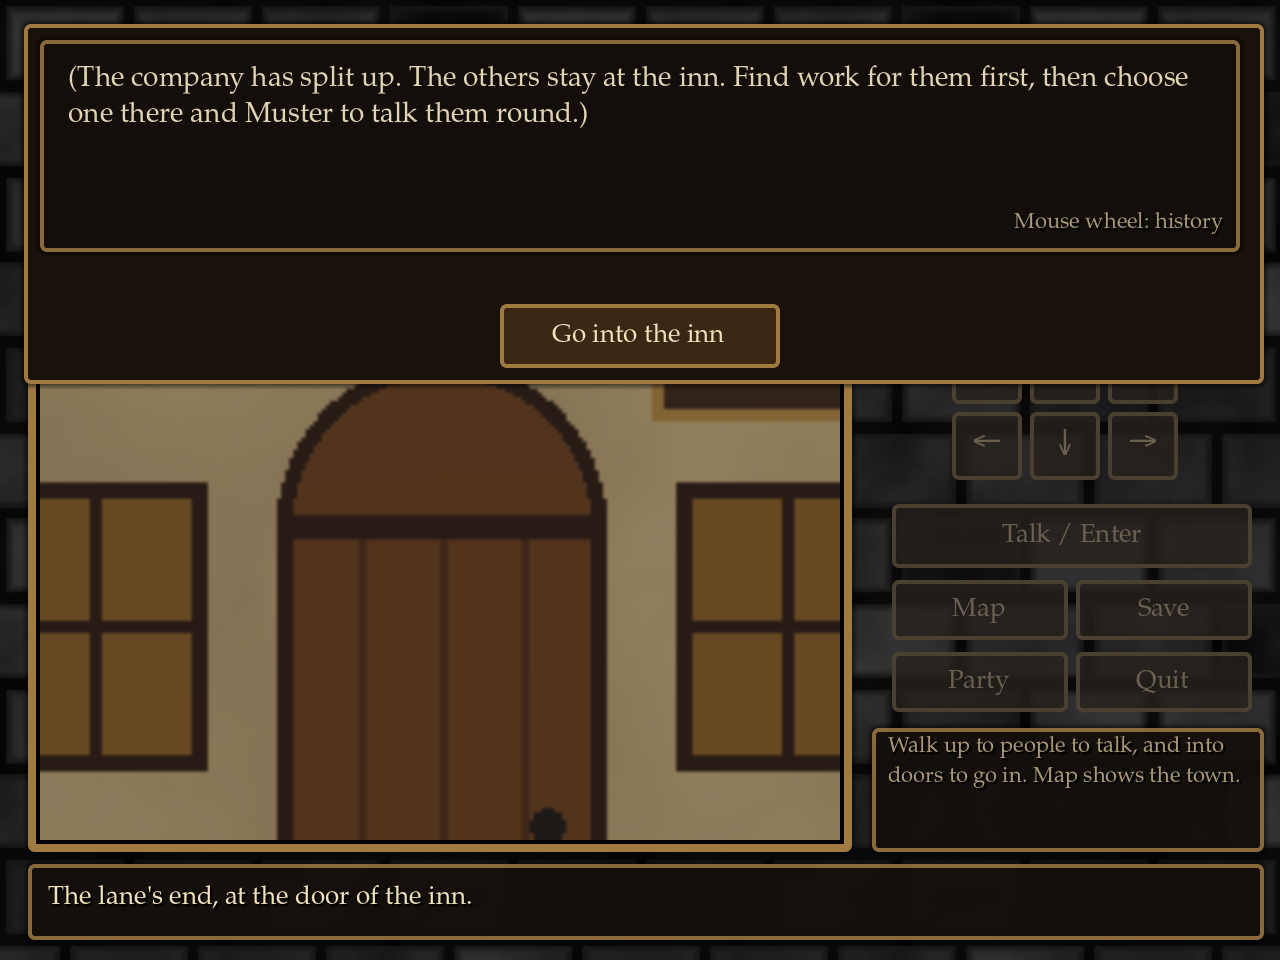 (The company has split up. The others stay at the inn. Find work for them first, then choose
one there and Muster to talk them round.)
Mouse wheel: history
Go into the inn
← ↓ →
Talk / Enter
Map Save
Party Quit
Walk up to people to talk, and into
doors to go in. Map shows the town.
The lane's end, at the door of the inn.